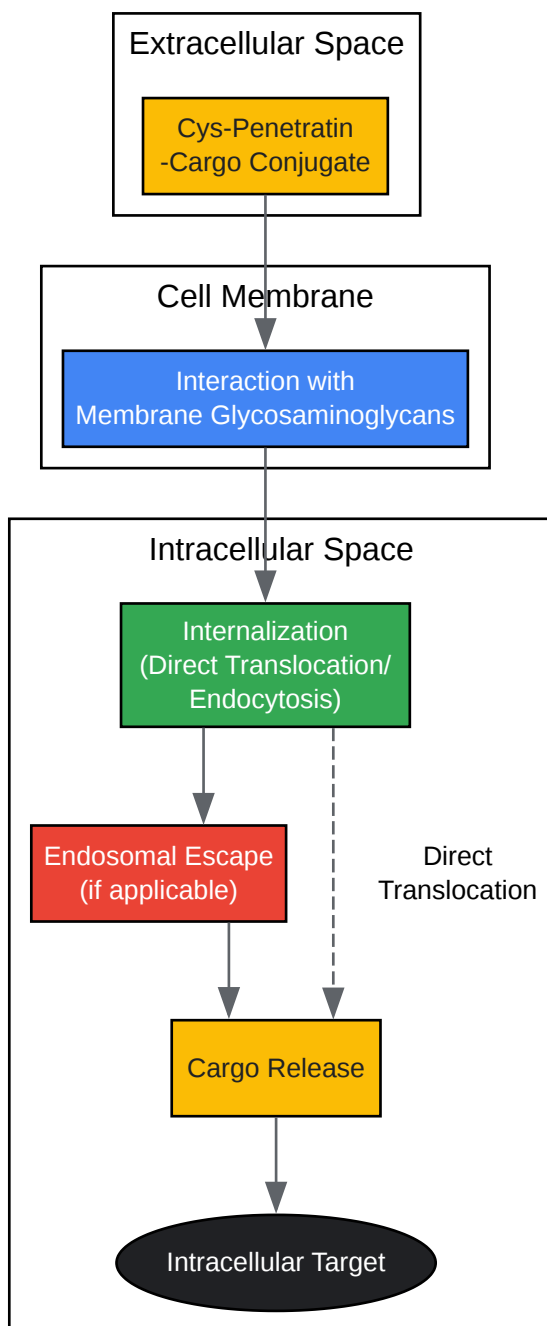 Extracellular Space
Cys-Penetratin
-Cargo Conjugate
Cell Membrane
Interaction with
Membrane Glycosaminoglycans
Intracellular Space
Internalization
(Direct Translocation/
Endocytosis)
Endosomal Escape
(if applicable)
Direct
Translocation
Cargo Release
Intracellular Target